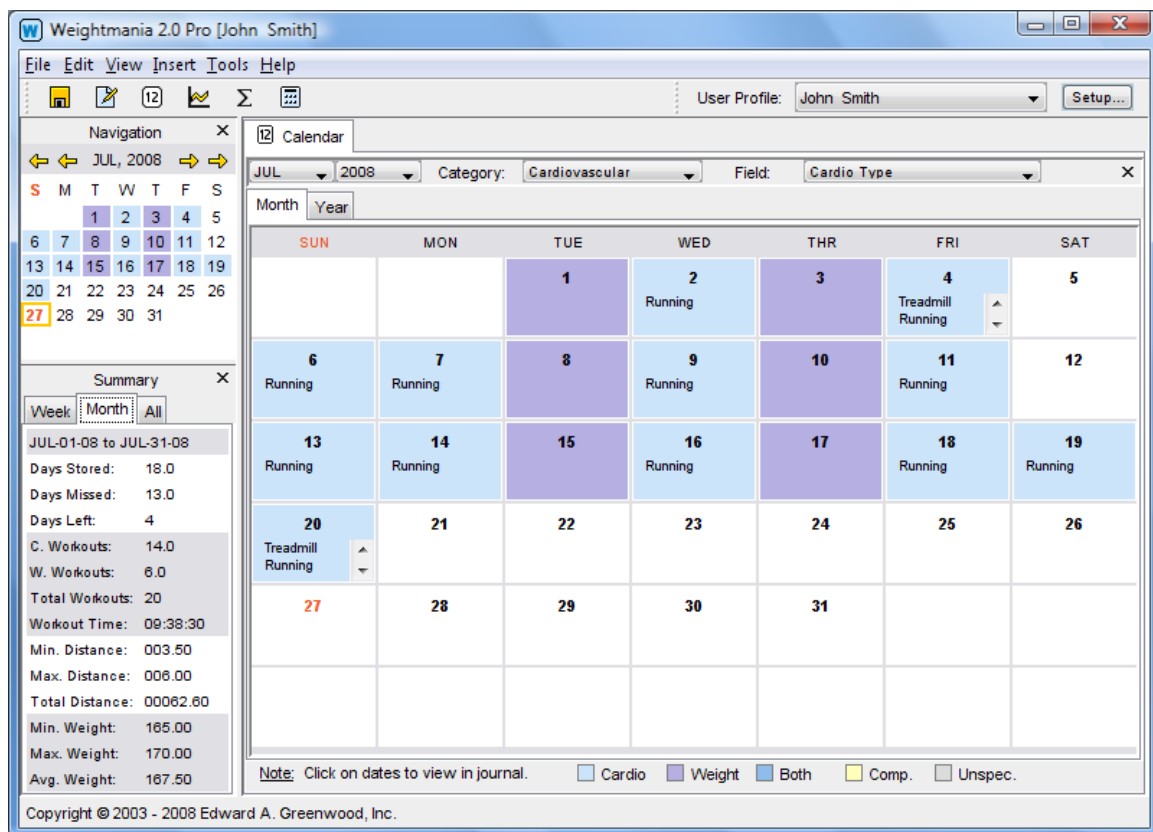 Weightmania 2.0 Pro [John Smith]
File Edit View Insert Tools Help
12 Σ User Profile: John Smith Setup...
Navigation X
JUL, 2008
S M T W T F S
1 2 3 4 5
6 7 8 9 10 11 12
13 14 15 16 17 18 19
20 21 22 23 24 25 26
27 28 29 30 31
Summary X
Week Month All
JUL-01-08 to JUL-31-08
Days Stored: 18.0
Days Missed: 13.0
Days Left: 4
C. Workouts: 14.0
W. Workouts: 6.0
Total Workouts: 20
Workout Time: 09:38:30
Min. Distance: 003.50
Max. Distance: 006.00
Total Distance: 00062.60
Min. Weight: 165.00
Max. Weight: 170.00
Avg. Weight: 167.50
12 Calendar
JUL 2008 Category: Cardiovascular Field: Cardio Type X
Month Year
SUN MON TUE WED THR FRI SAT
1 2 3 4 5
Running Treadmill
Running
6 7 8 9 10 11 12
Running Running Running Running
13 14 15 16 17 18 19
Running Running Running Running Running
20 21 22 23 24 25 26
Treadmill
Running
27 28 29 30 31
Note: Click on dates to view in journal. Cardio Weight Both Comp. Unspec.
Copyright © 2003 - 2008 Edward A. Greenwood, Inc.